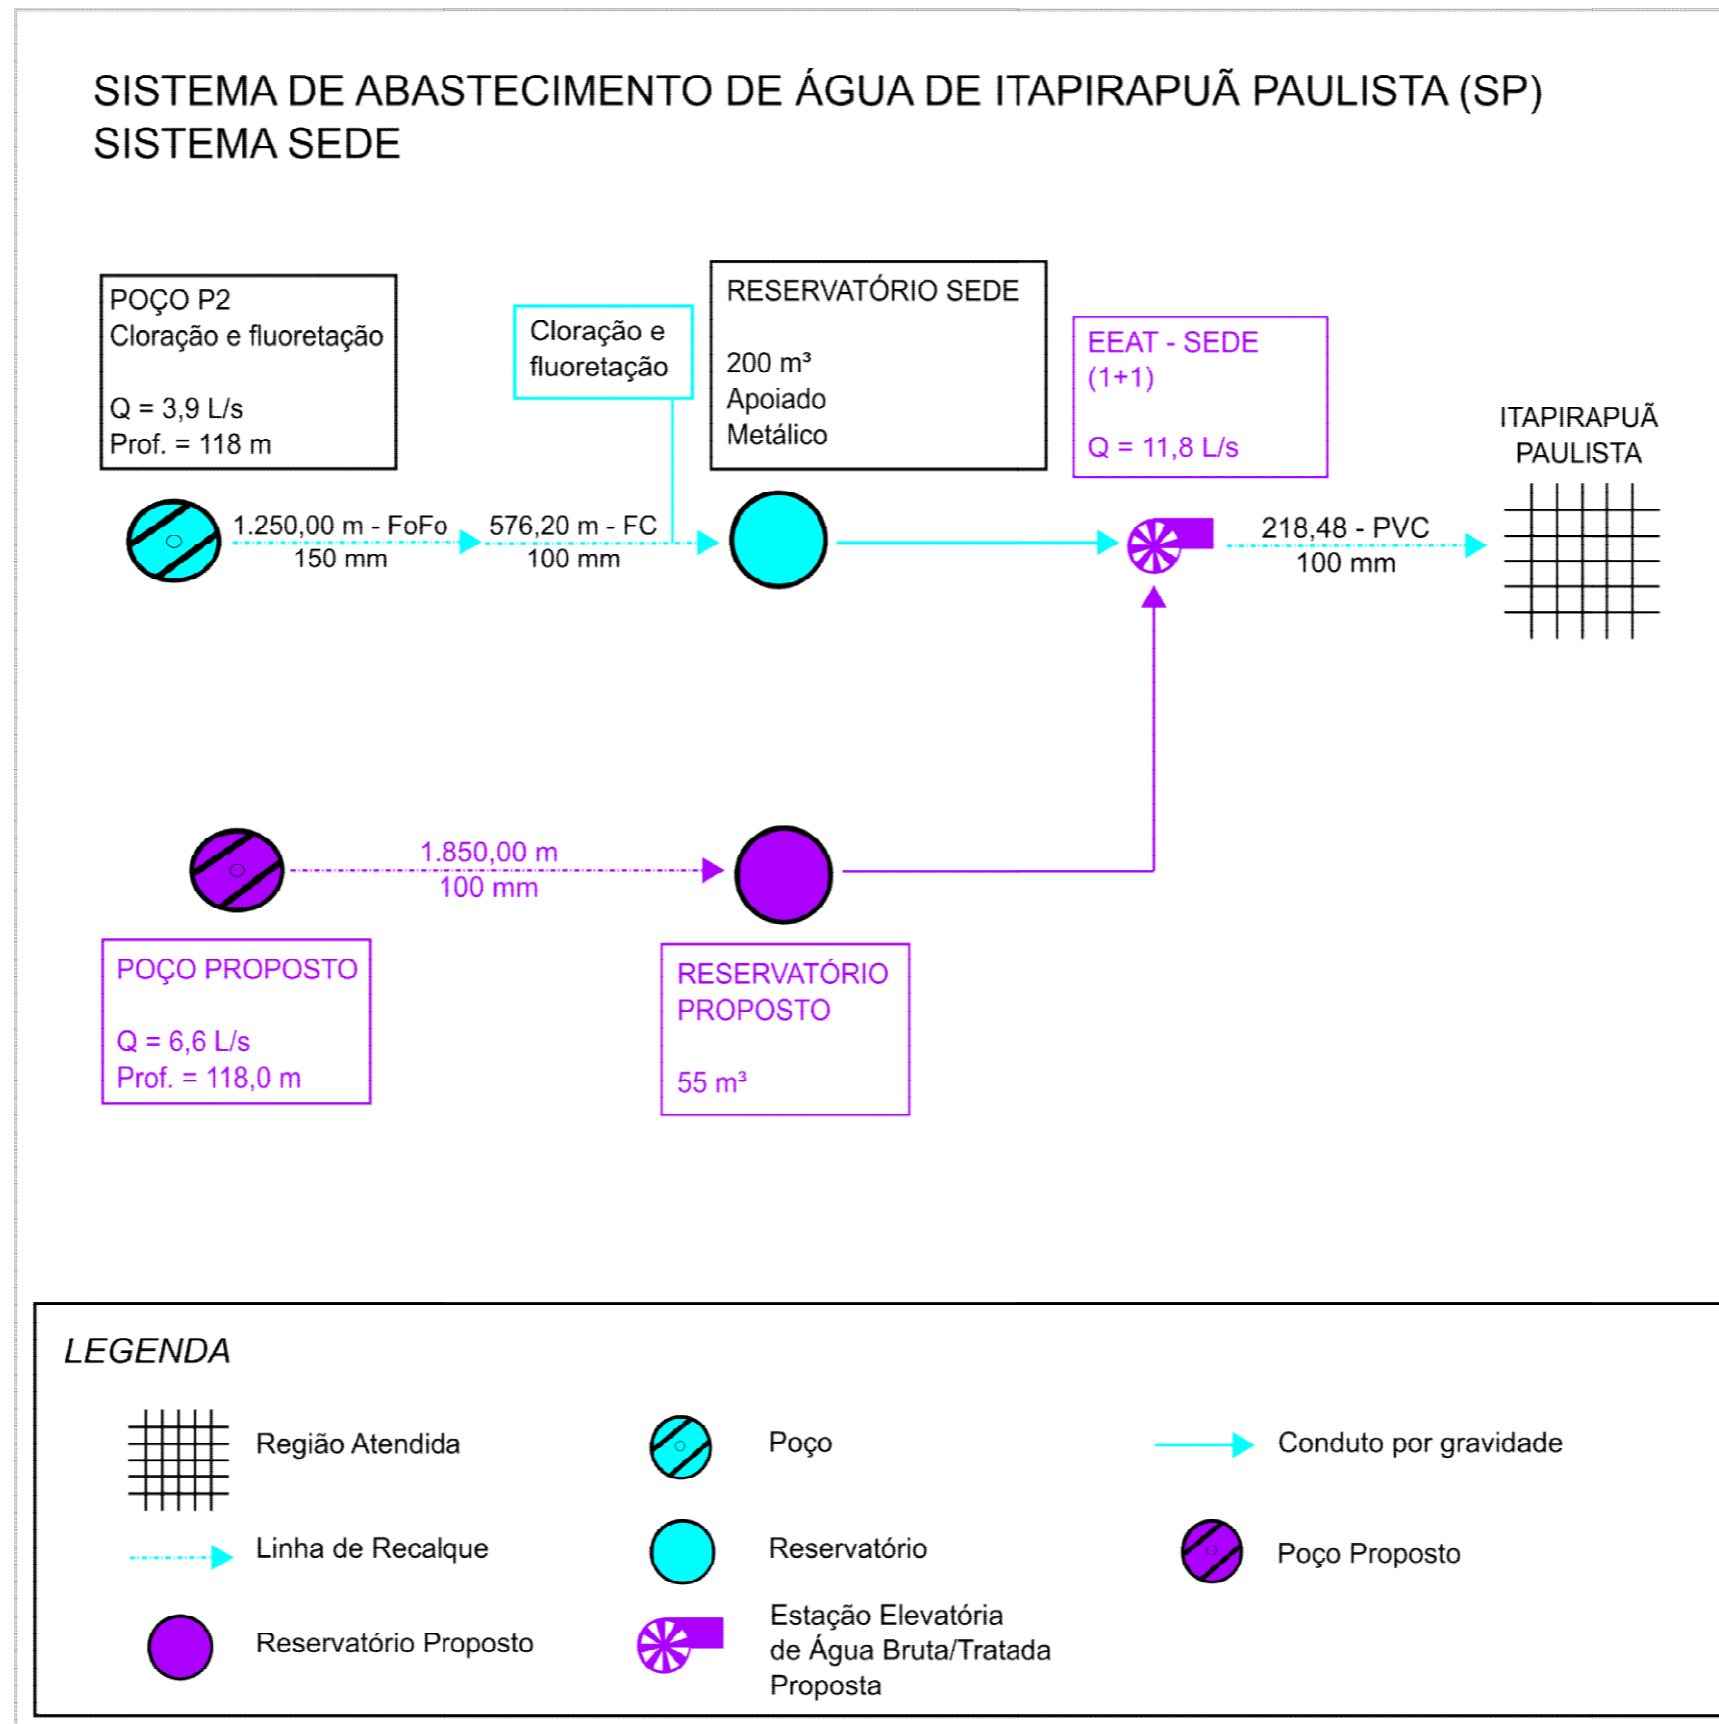 SISTEMA DE ABASTECIMENTO DE ÁGUA DE ITAPIRAPUÃ PAULISTA (SP)
SISTEMA SEDE
POÇO P2
Cloração e fluoretação
Q = 3,9 L/s
Prof. = 118 m
Cloração e
fluoretação
RESERVATÓRIO SEDE
200 m³
Apoiado
Metálico
EEAT - SEDE
(1+1)
Q = 11,8 L/s
ITAPIRAPUÃ
PAULISTA
1.250,00 m - FoFo
150 mm
576,20 m - FC
100 mm
218,48 - PVC
100 mm
1.850,00 m
100 mm
POÇO PROPOSTO
Q = 6,6 L/s
Prof. = 118,0 m
RESERVATÓRIO
PROPOSTO
55 m³
LEGENDA
Região Atendida
Poço
Conduto por gravidade
Linha de Recalque
Reservatório
Poço Proposto
Reservatório Proposto
Estação Elevatória
de Água Bruta/Tratada
Proposta